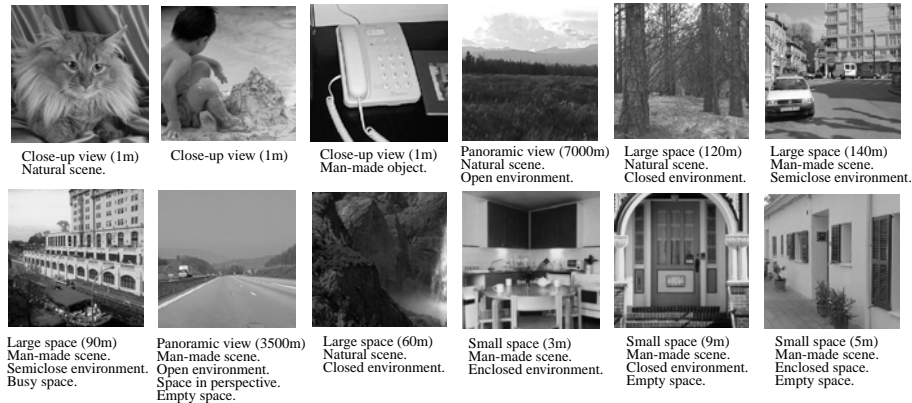 Close-up view (1m)
Natural scene.
Close-up view (1m)
Close-up view (1m)
Man-made object.
Panoramic view (7000m)
Natural scene.
Open environment.
Large space (120m)
Natural scene.
Closed environment.
Large space (140m)
Man-made scene.
Semiclose environment.
Large space (90m)
Man-made scene.
Semiclose environment.
Busy space.
Panoramic view (3500m)
Man-made scene.
Open environment.
Space in perspective.
Empty space.
Large space (60m)
Natural scene.
Closed environment.
Small space (3m)
Man-made scene.
Enclosed environment.
Small space (9m)
Man-made scene.
Closed environment.
Empty space.
Small space (5m)
Man-made scene.
Enclosed space.
Empty space.